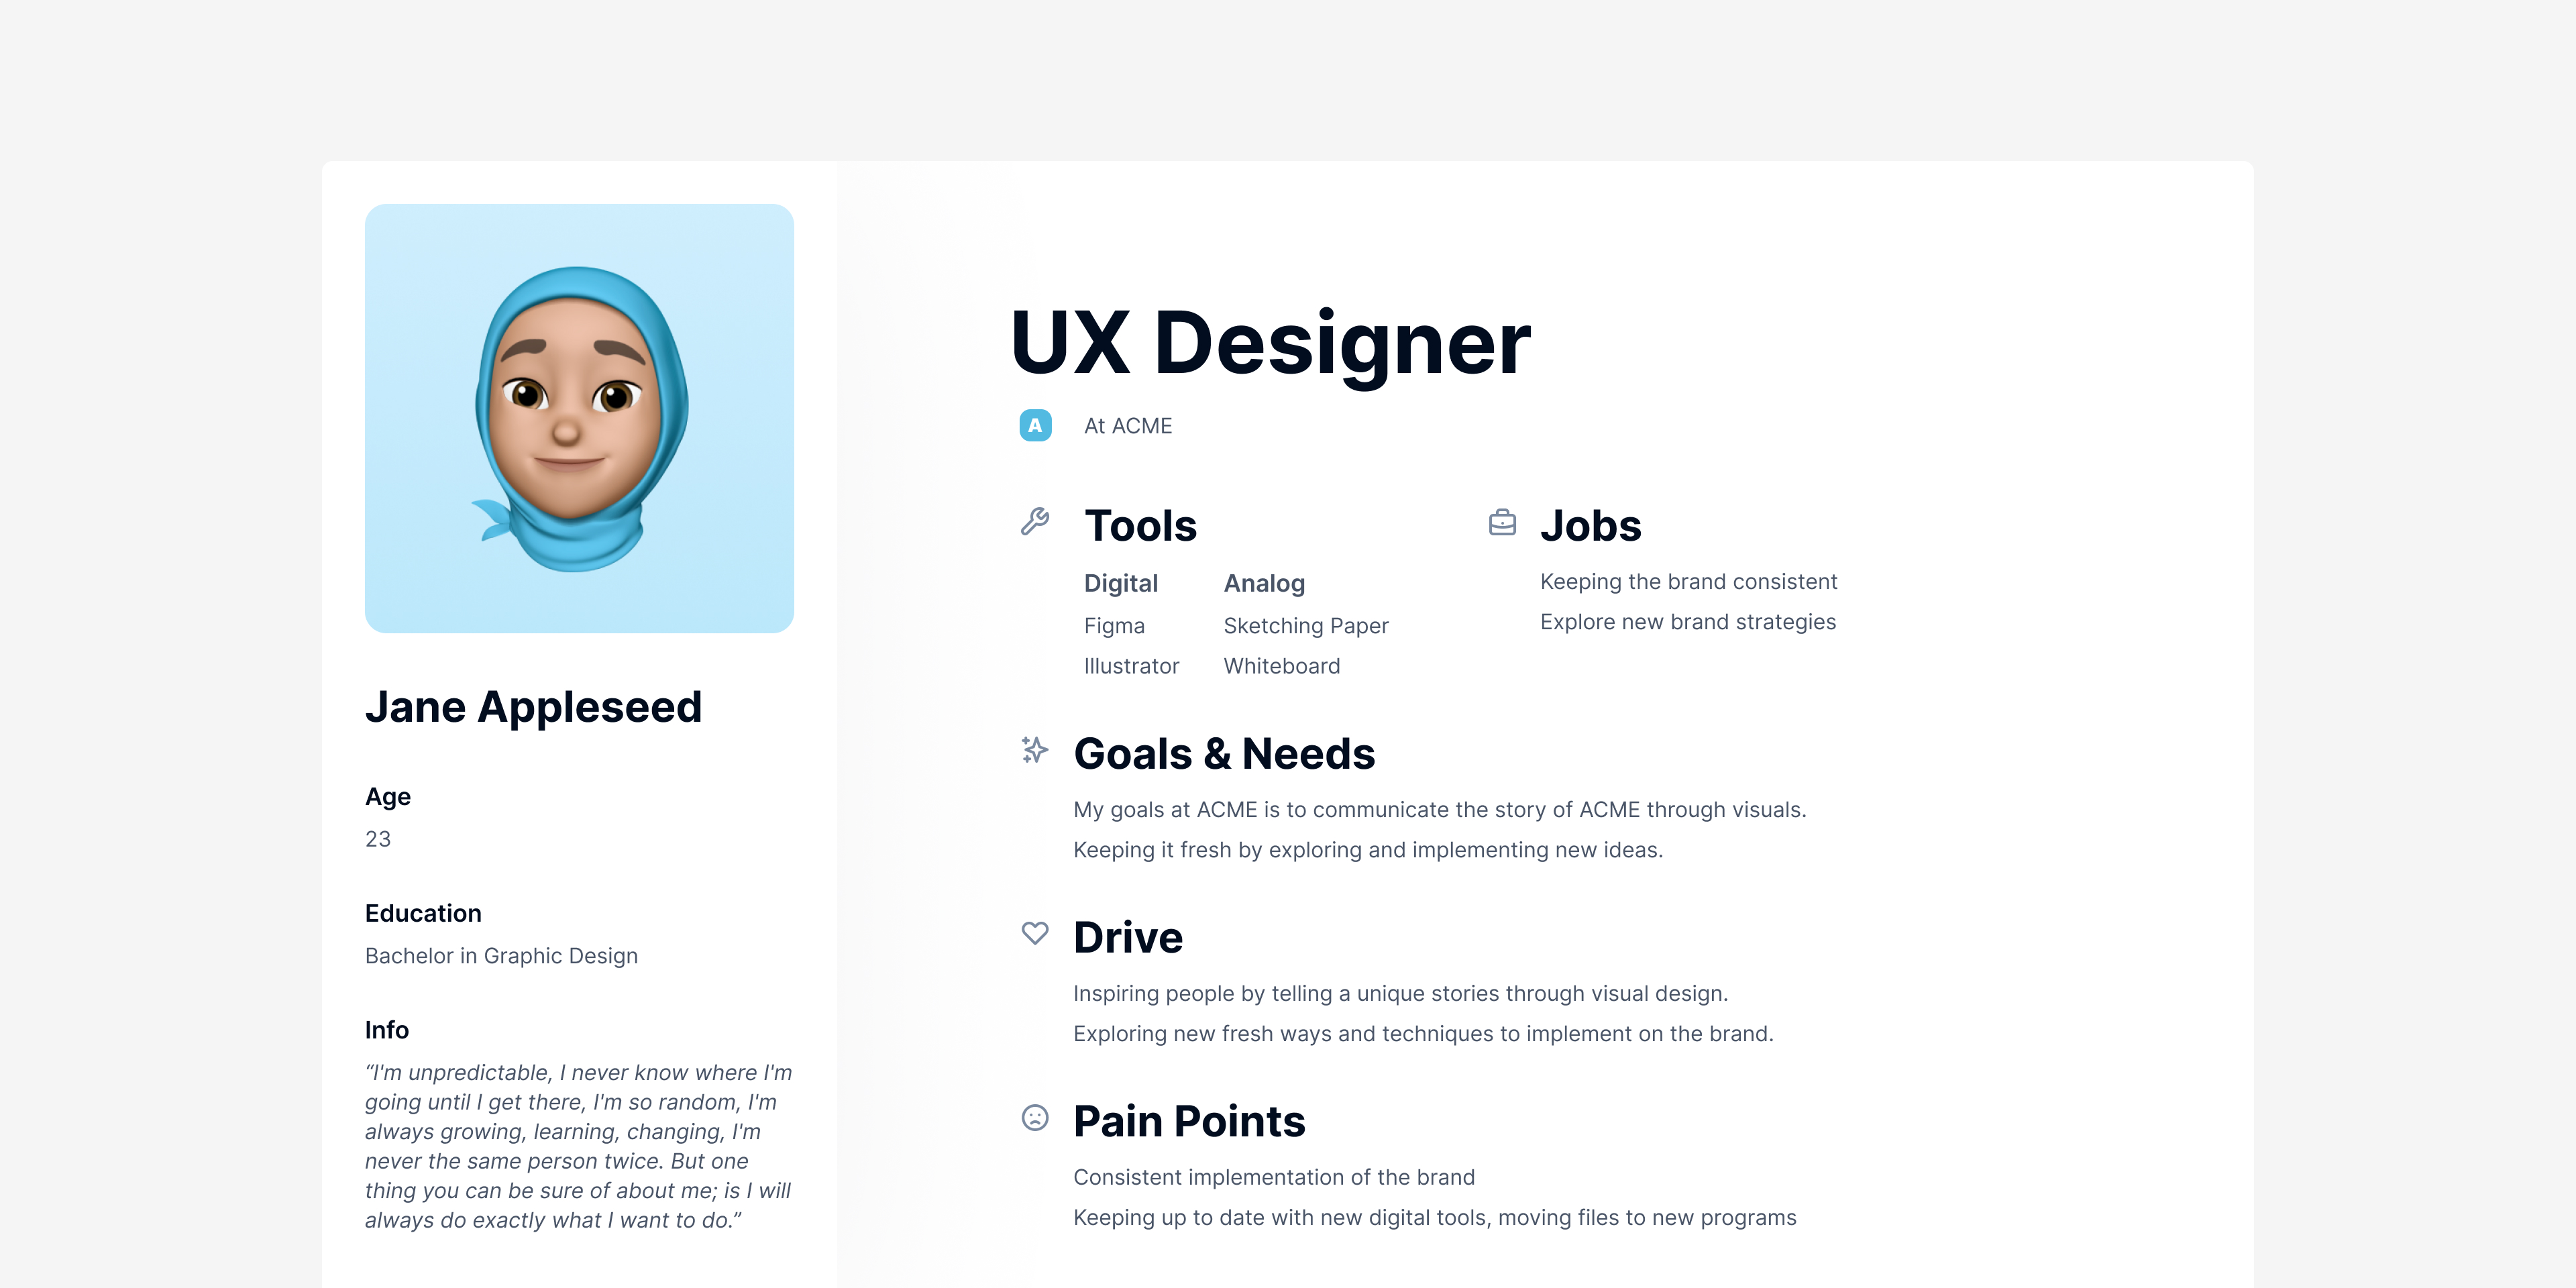 Jane Appleseed
Age
23
Education
Bachelor in Graphic Design
Info
“I'm unpredictable, I never know where I'm
going until I get there, I'm so random, I'm
always growing, learning, changing, I'm
never the same person twice. But one
thing you can be sure of about me; is I will
always do exactly what I want to do.”
UX Designer
A At ACME
Tools
Digital
Figma
Illustrator
Analog
Sketching Paper
Whiteboard
Jobs
Keeping the brand consistent
Explore new brand strategies
Goals & Needs
My goals at ACME is to communicate the story of ACME through visuals.
Keeping it fresh by exploring and implementing new ideas.
Drive
Inspiring people by telling a unique stories through visual design.
Exploring new fresh ways and techniques to implement on the brand.
Pain Points
Consistent implementation of the brand
Keeping up to date with new digital tools, moving files to new programs